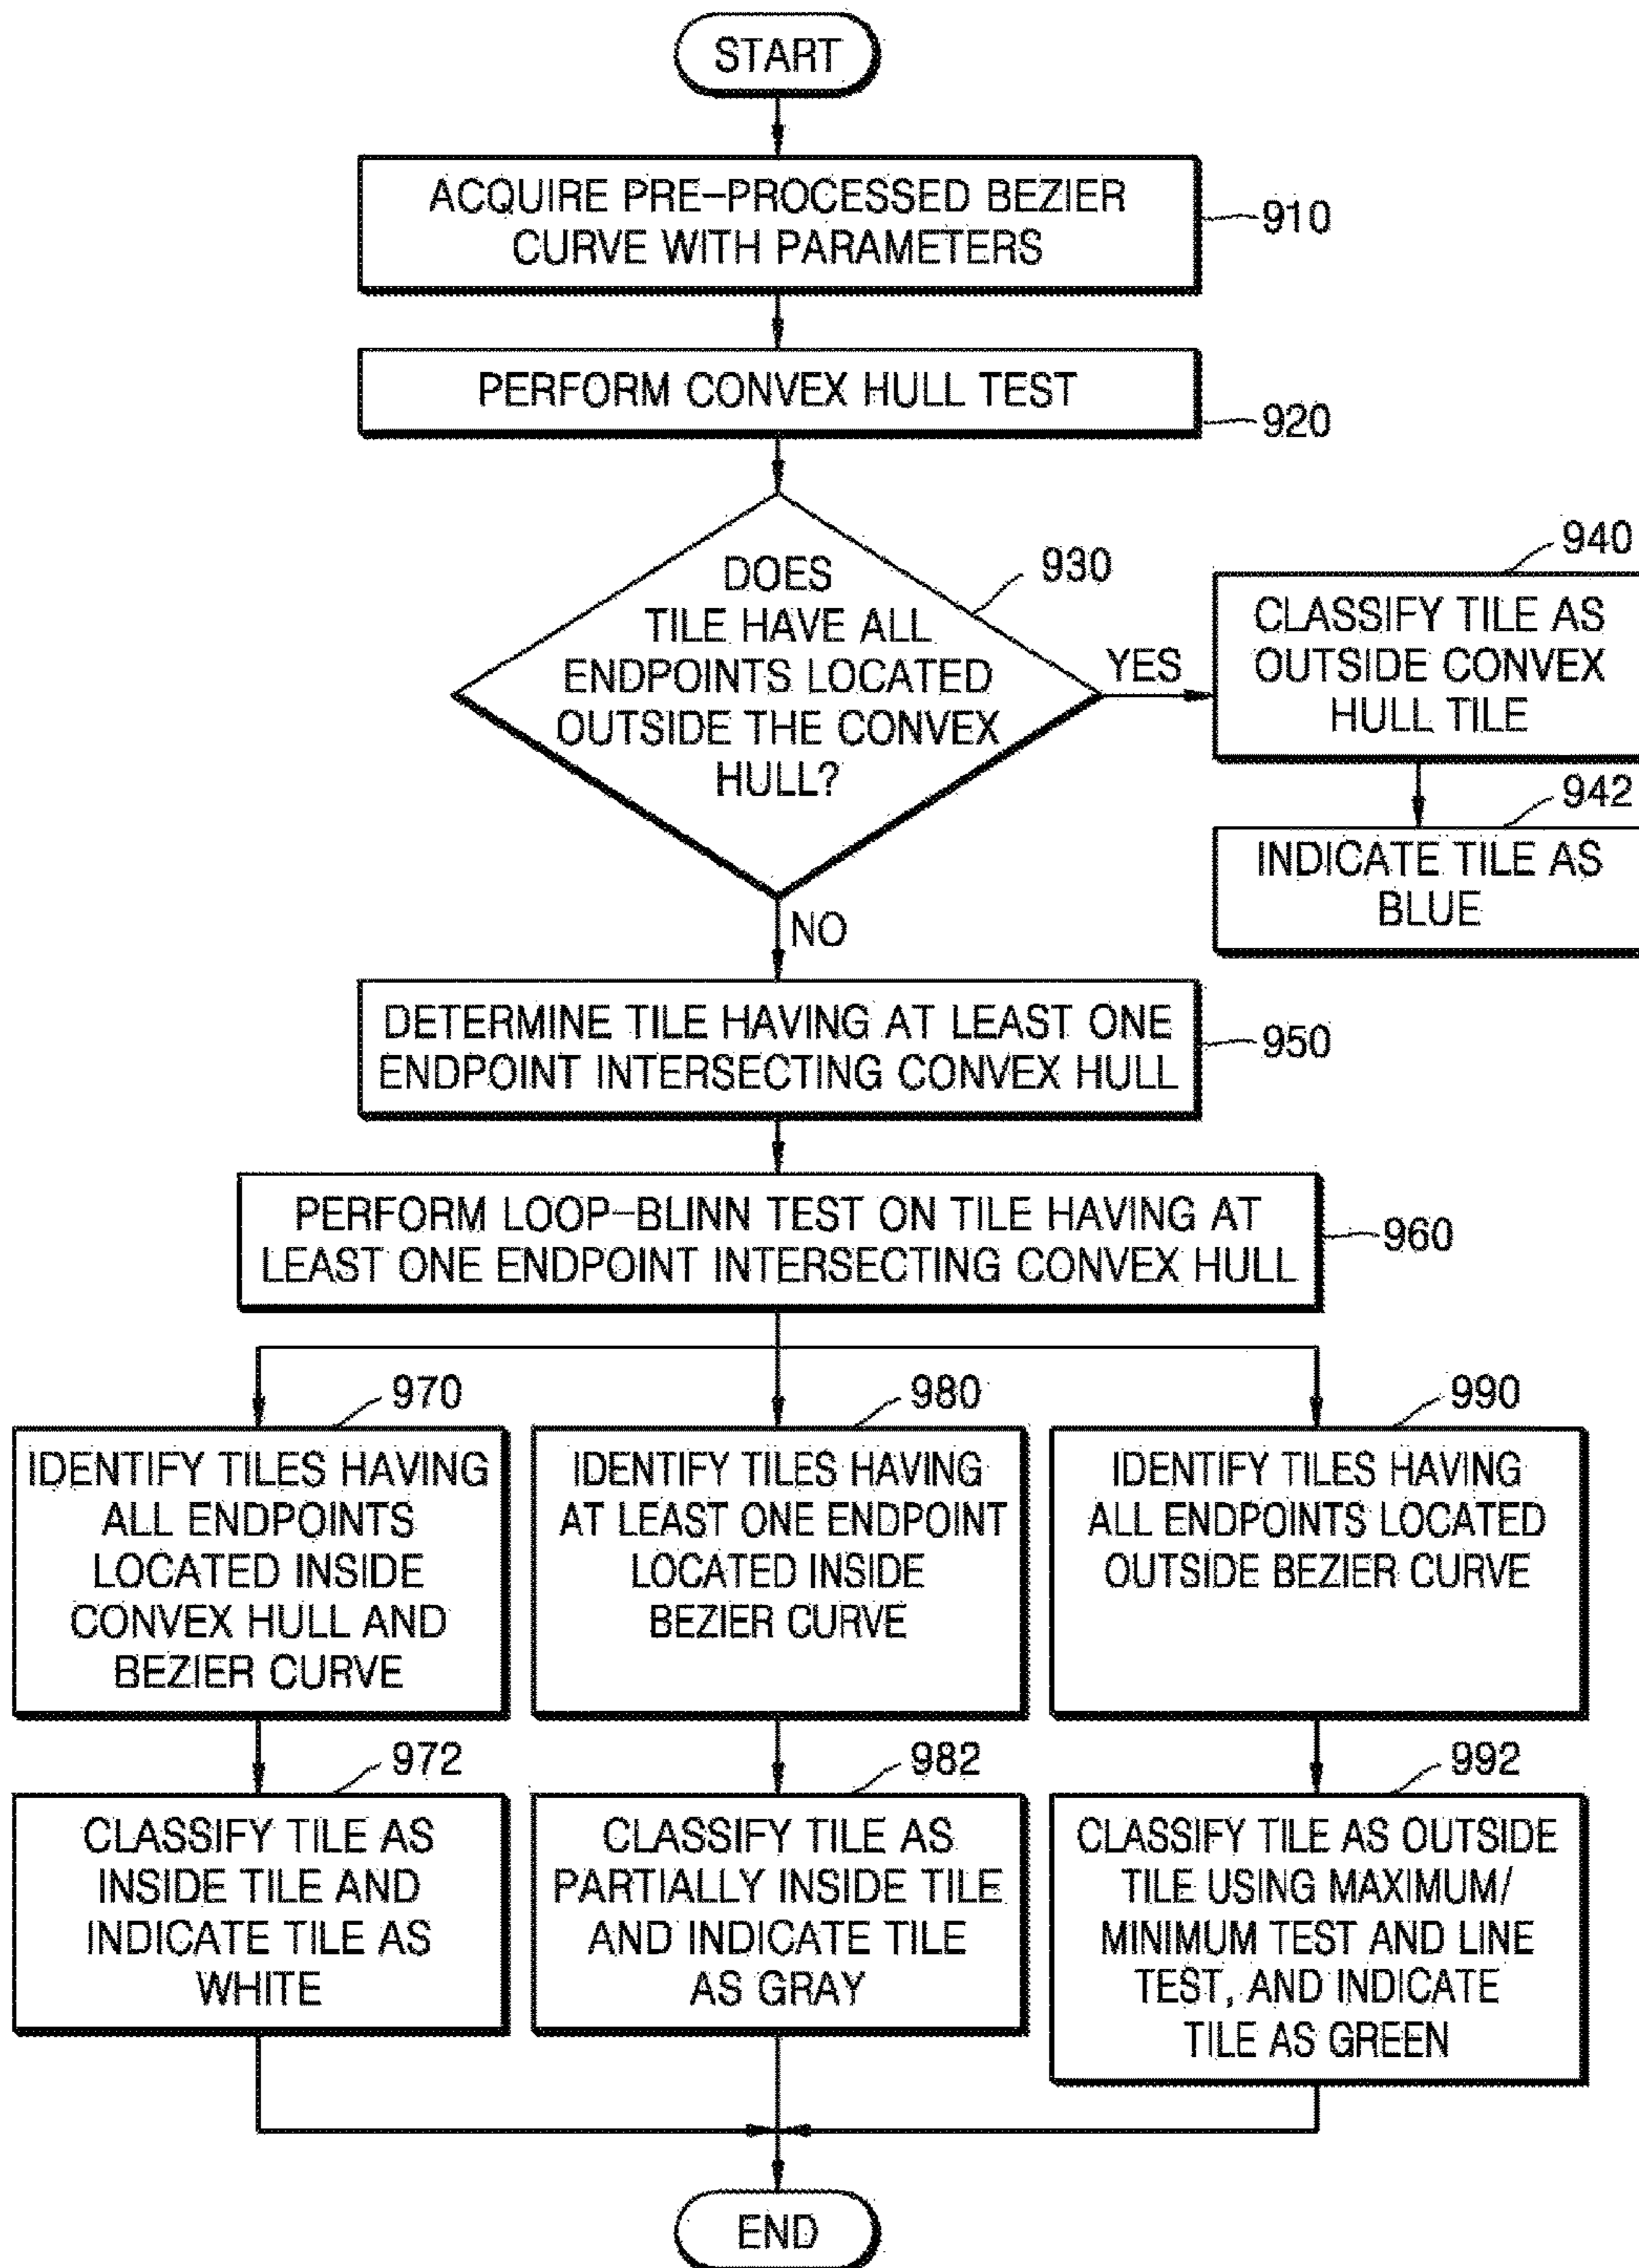 START
ACQUIRE PRE-PROCESSED BEZIER
CURVE WITH PARAMETERS
910
PERFORM CONVEX HULL TEST
920
DOES
TILE HAVE ALL
ENDPOINTS LOCATED
OUTSIDE THE CONVEX
HULL?
930
YES
940
CLASSIFY TILE AS
OUTSIDE CONVEX
HULL TILE
942
INDICATE TILE AS
BLUE
NO
DETERMINE TILE HAVING AT LEAST ONE
ENDPOINT INTERSECTING CONVEX HULL
950
PERFORM LOOP-BLINN TEST ON TILE HAVING AT
LEAST ONE ENDPOINT INTERSECTING CONVEX HULL
960
970
IDENTIFY TILES HAVING
ALL ENDPOINTS
LOCATED INSIDE
CONVEX HULL AND
BEZIER CURVE
980
IDENTIFY TILES HAVING
AT LEAST ONE ENDPOINT
LOCATED INSIDE
BEZIER CURVE
990
IDENTIFY TILES HAVING
ALL ENDPOINTS LOCATED
OUTSIDE BEZIER CURVE
972
CLASSIFY TILE AS
INSIDE TILE AND
INDICATE TILE AS
WHITE
982
CLASSIFY TILE AS
PARTIALLY INSIDE TILE
AND INDICATE TILE
AS GRAY
992
CLASSIFY TILE AS OUTSIDE
TILE USING MAXIMUM/
MINIMUM TEST AND LINE
TEST, AND INDICATE
TILE AS GREEN
END